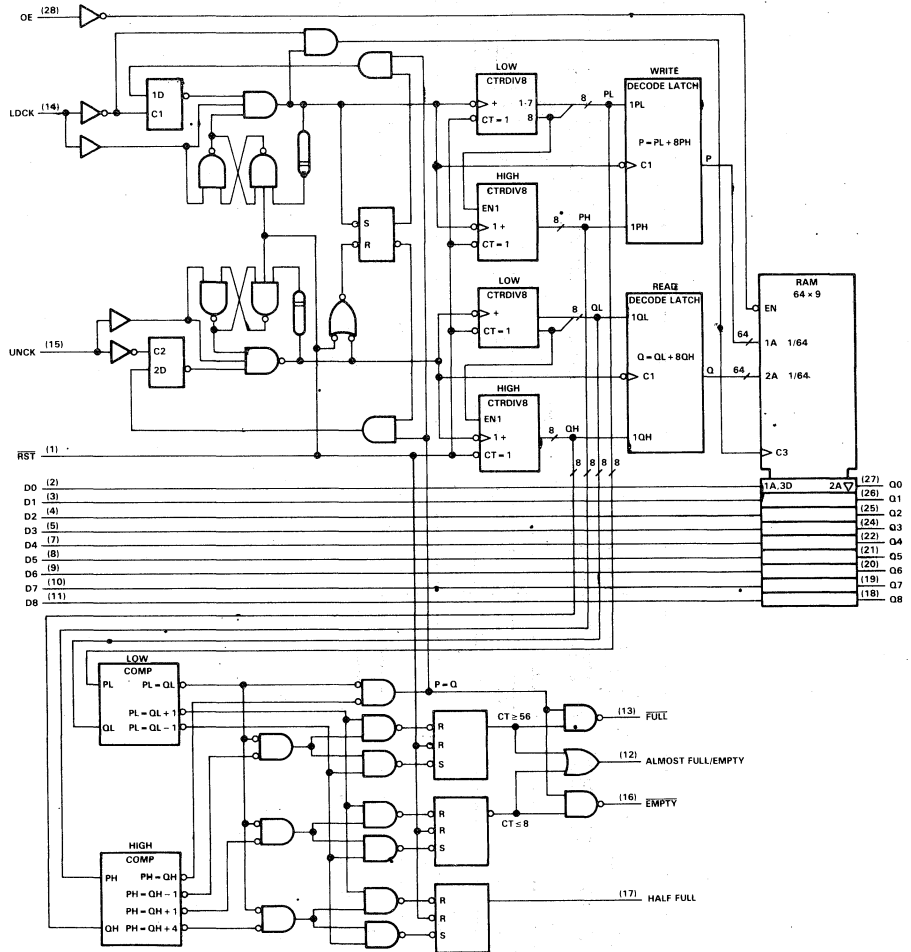 OE (28)
LDCK (14)
1D
C1
LOW
CTRDIV8
+ 1-7
8
CT = 1
8
PL
WRITE
DECODE LATCH
1PL
P = PL + 8PH
P
C1
1PH
HIGH
CTRDIV8
EN1
1 +
CT = 1
8
PH
S
R
UNCK (15)
C2
2D
LOW
CTRDIV8
+
CT = 1
8
QL
READ
DECODE LATCH
1QL
Q = QL + 8QH
Q
C1
1QH
HIGH
CTRDIV8
EN1
1 +
CT = 1
8
QH
8 8 8 8
RAM
64 × 9
EN
64
1A 1/64
64
2A 1/64
C3
RST (1)
D0 (2)
1A, 3D 2A ▽
(27) Q0
D1 (3)
(26) Q1
D2 (4)
(25) Q2
D3 (5)
(24) Q3
D4 (7)
(22) Q4
D5 (8)
(21) Q5
D6 (9)
(20) Q6
D7 (10)
(19) Q7
D8 (11)
(18) Q8
LOW
COMP
PL PL = QL
PL = QL + 1
QL PL = QL − 1
P = Q
R
R
S
CT ≥ 56
(13) FULL
(12) ALMOST FULL/EMPTY
(16) EMPTY
R
R
S
CT ≤ 8
HIGH
COMP
PH PH = QH
PH = QH − 1
PH = QH + 1
QH PH = QH + 4
R
R
S
(17) HALF FULL